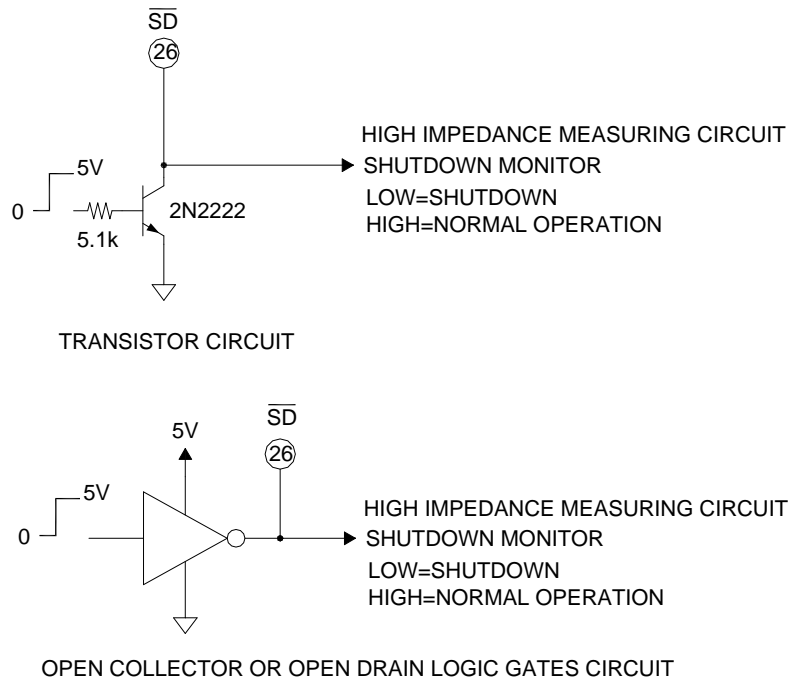 SD
26
HIGH IMPEDANCE MEASURING CIRCUIT
5V
SHUTDOWN MONITOR
LOW=SHUTDOWN
0
2N2222
HIGH=NORMAL OPERATION
5.1k
TRANSISTOR CIRCUIT
SD
5V
26
5V
HIGH IMPEDANCE MEASURING CIRCUIT
0
SHUTDOWN MONITOR
LOW=SHUTDOWN
HIGH=NORMAL OPERATION
OPEN COLLECTOR OR OPEN DRAIN LOGIC GATES CIRCUIT